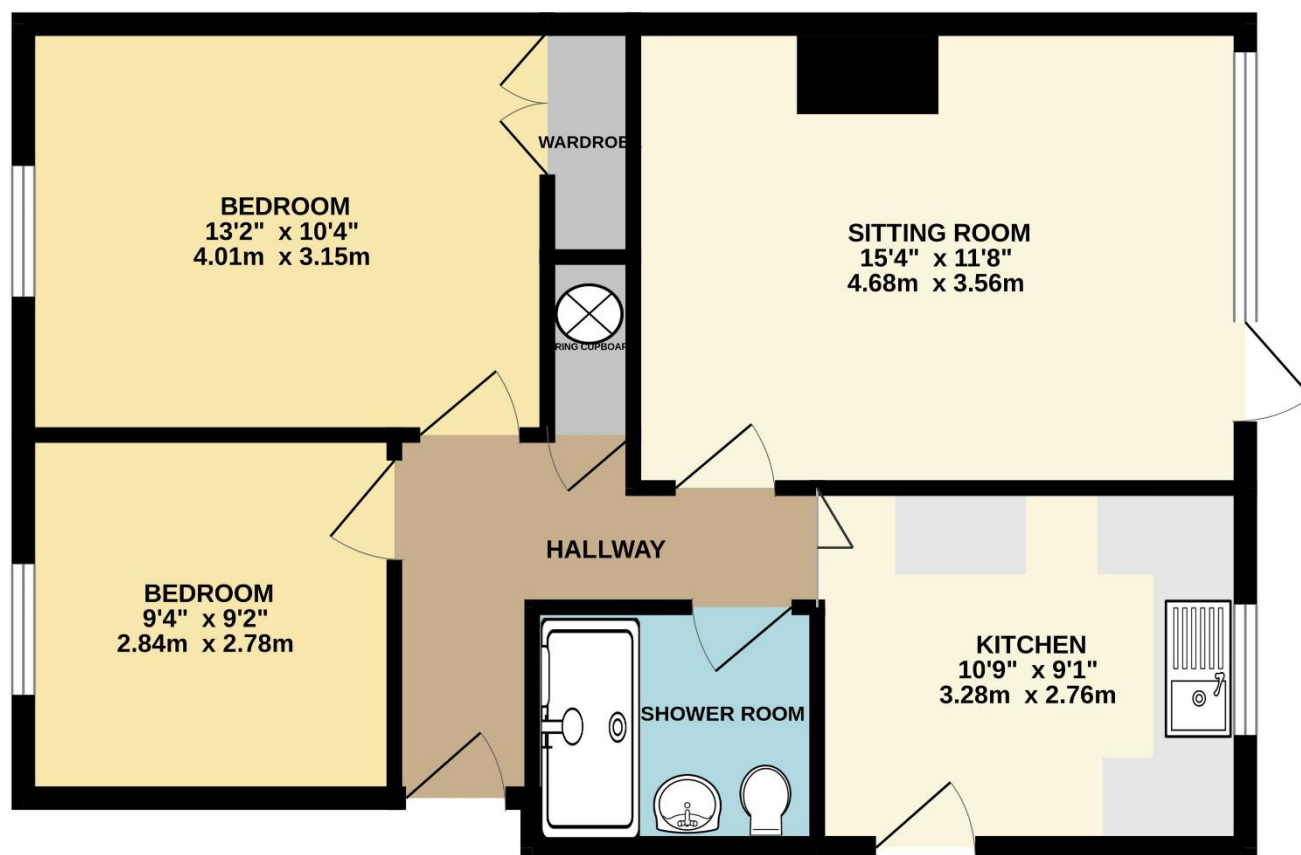 WARDROBE
BEDROOM
13'2" x 10'4"
4.01m x 3.15m
SITTING ROOM
15'4" x 11'8"
4.68m x 3.56m
RING CUPBOAR
HALLWAY
BEDROOM
9'4" x 9'2"
2.84m x 2.78m
KITCHEN
10'9" x 9'1"
3.28m x 2.76m
SHOWER ROOM